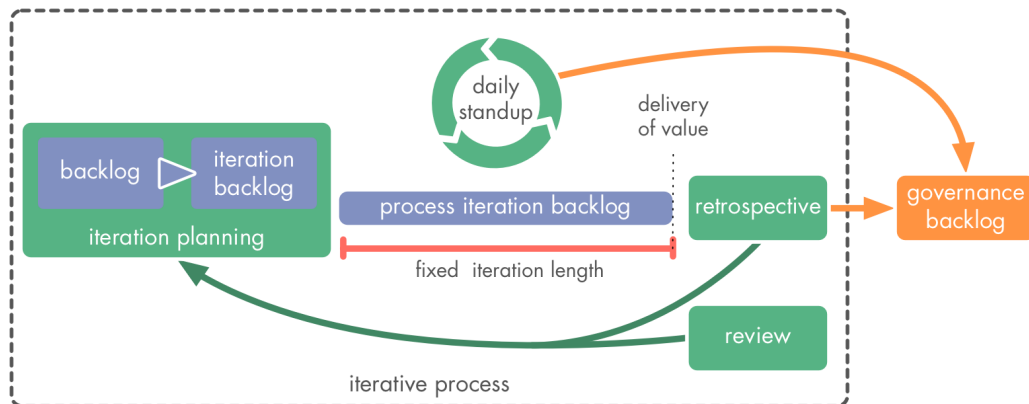 daily
standup
delivery
of value
backlog
iteration
backlog
iteration planning
process iteration backlog
fixed iteration length
retrospective
governance
backlog
review
iterative process